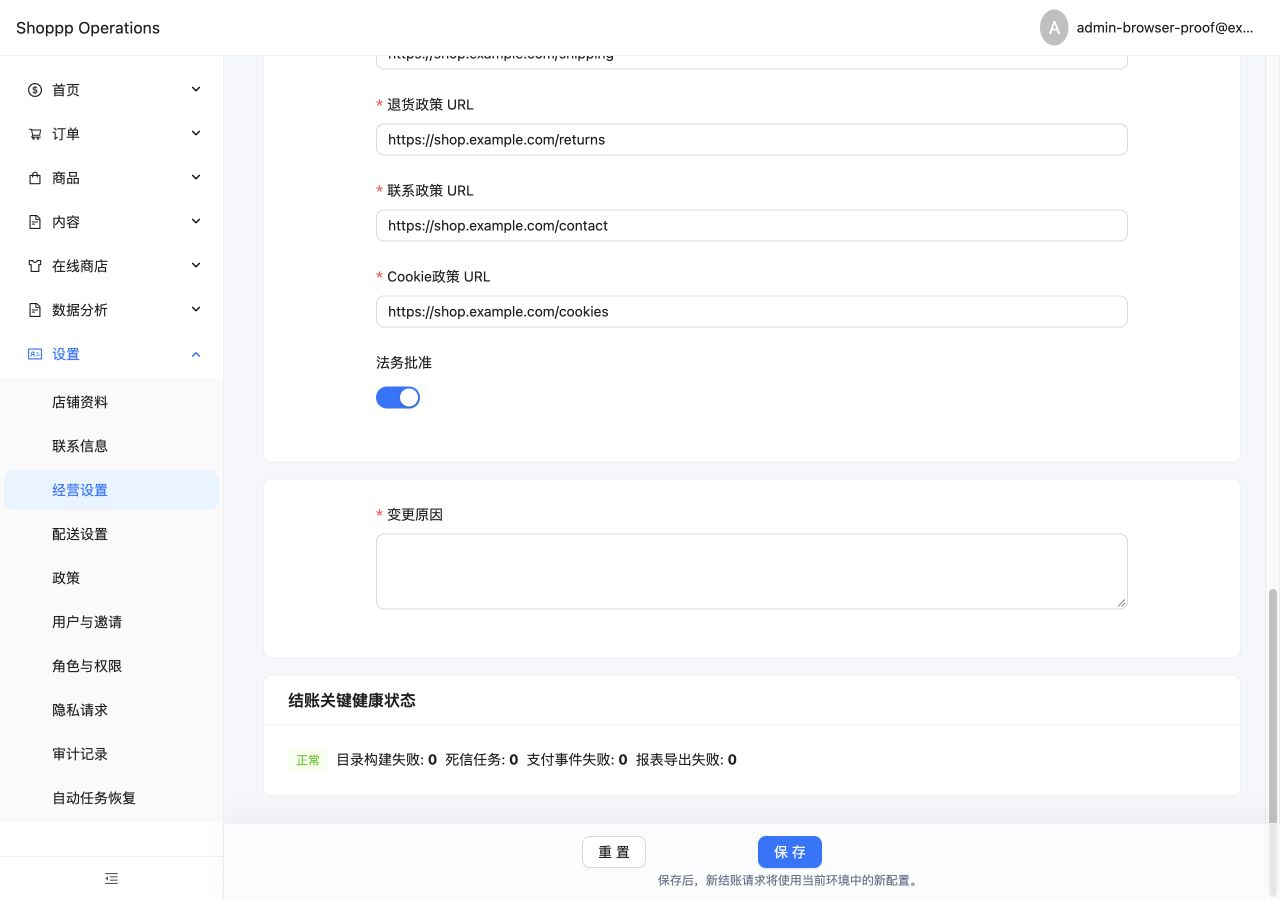 Shoppp Operations
A admin-browser-proof@ex...
首页
订单
商品
内容
在线商店
数据分析
设置
店铺资料
联系信息
经营设置
配送设置
政策
用户与邀请
角色与权限
隐私请求
审计记录
自动任务恢复
https://shop.example.com/shipping
* 退货政策 URL
https://shop.example.com/returns
* 联系政策 URL
https://shop.example.com/contact
* Cookie政策 URL
https://shop.example.com/cookies
法务批准
* 变更原因
结账关键健康状态
正常 目录构建失败: 0 死信任务: 0 支付事件失败: 0 报表导出失败: 0
重 置 保 存
保存后，新结账请求将使用当前环境中的新配置。